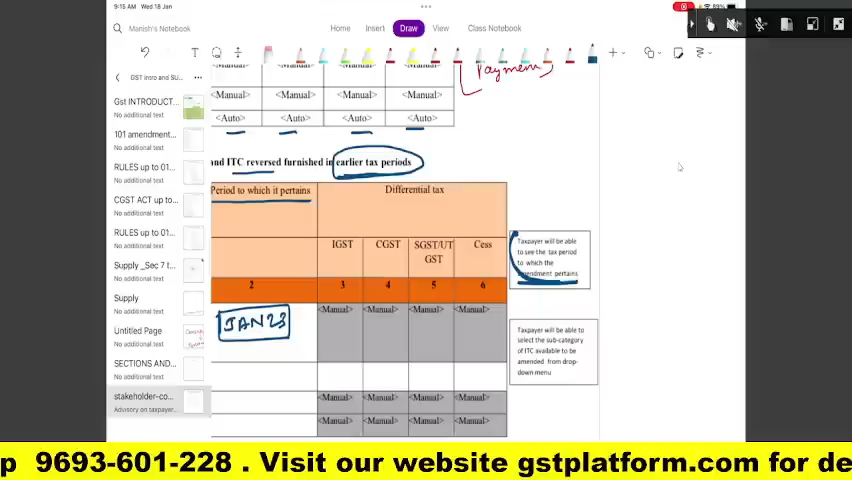 9:15 AM Wed 18 Jan
89%
Manish's Notebook
Home Insert Draw View Class Notebook
GST Intro and SU...
Gst INTRODUCT...
No additional text
101 amendment...
No additional text
RULES up to 01...
No additional text
CGST ACT up to...
No additional text
RULES up to 01...
No additional text
Supply _Sec 7 t...
No additional text
Supply
No additional text
Untitled Page
No additional text
SECTIONS AND...
No additional text
stakeholder-co...
Advisory on taxpayer...
<Manual> <Manual> <Manual> <Manual>
<Manual> <Manual> <Manual> <Manual>
<Auto> <Auto> <Auto> <Auto>
Payment
and ITC reversed furnished in earlier tax periods
Period to which it pertains Differential tax
IGST CGST SGST/UT GST Cess
2 3 4 5 6
JAN 23
<Manual> <Manual> <Manual> <Manual>
<Manual> <Manual> <Manual> <Manual>
<Manual> <Manual> <Manual> <Manual>
Taxpayer will be able
to see the tax period
to which the
amendment pertains
Taxpayer will be able to
select the sub-category
of ITC available to be
amended from drop-
down menu
p 9693-601-228 . Visit our website gstplatform.com for de